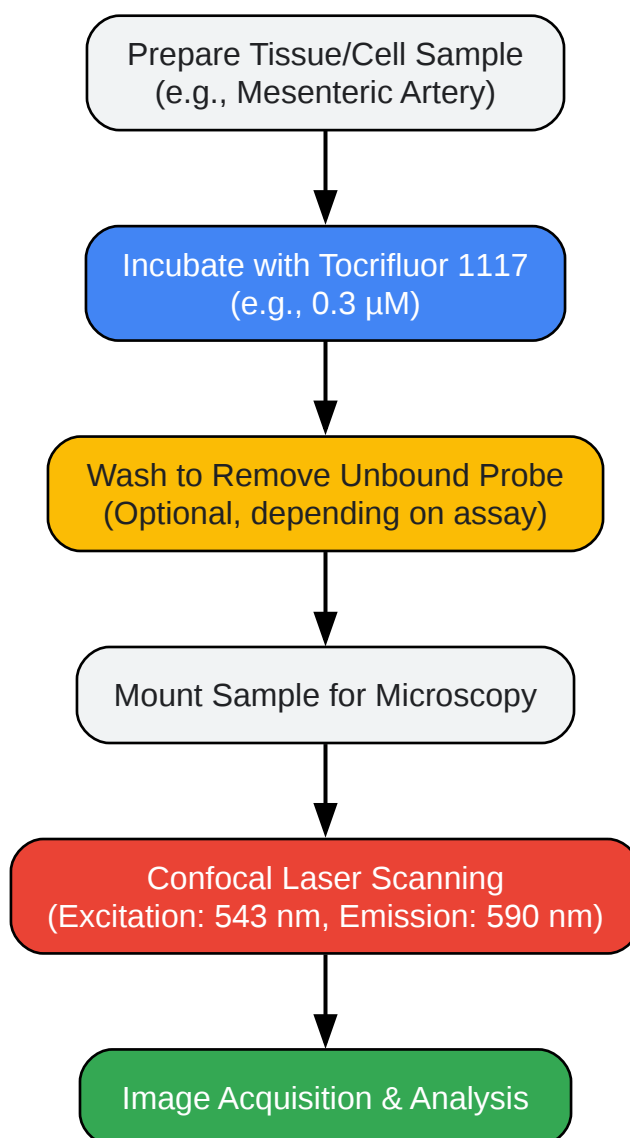 Prepare Tissue/Cell Sample
(e.g., Mesenteric Artery)
Incubate with Tocrifluor 1117
(e.g., 0.3 µM)
Wash to Remove Unbound Probe
(Optional, depending on assay)
Mount Sample for Microscopy
Confocal Laser Scanning
(Excitation: 543 nm, Emission: 590 nm)
Image Acquisition & Analysis